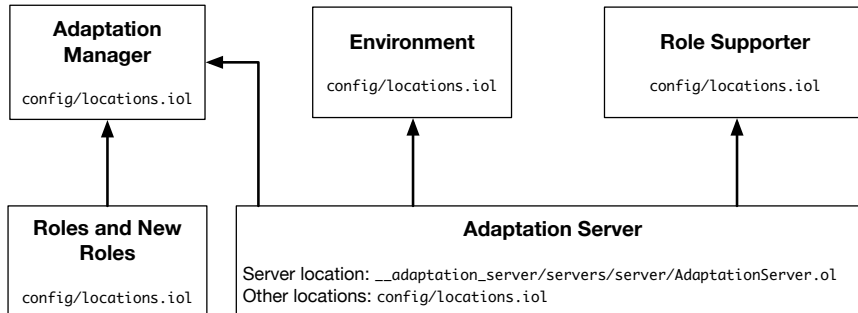 Adaptation
Manager
config/locations.iol
Environment
config/locations.iol
Role Supporter
config/locations.iol
Roles and New
Roles
config/locations.iol
Adaptation Server
Server location: __adaptation_server/servers/server/AdaptationServer.ol
Other locations: config/locations.iol